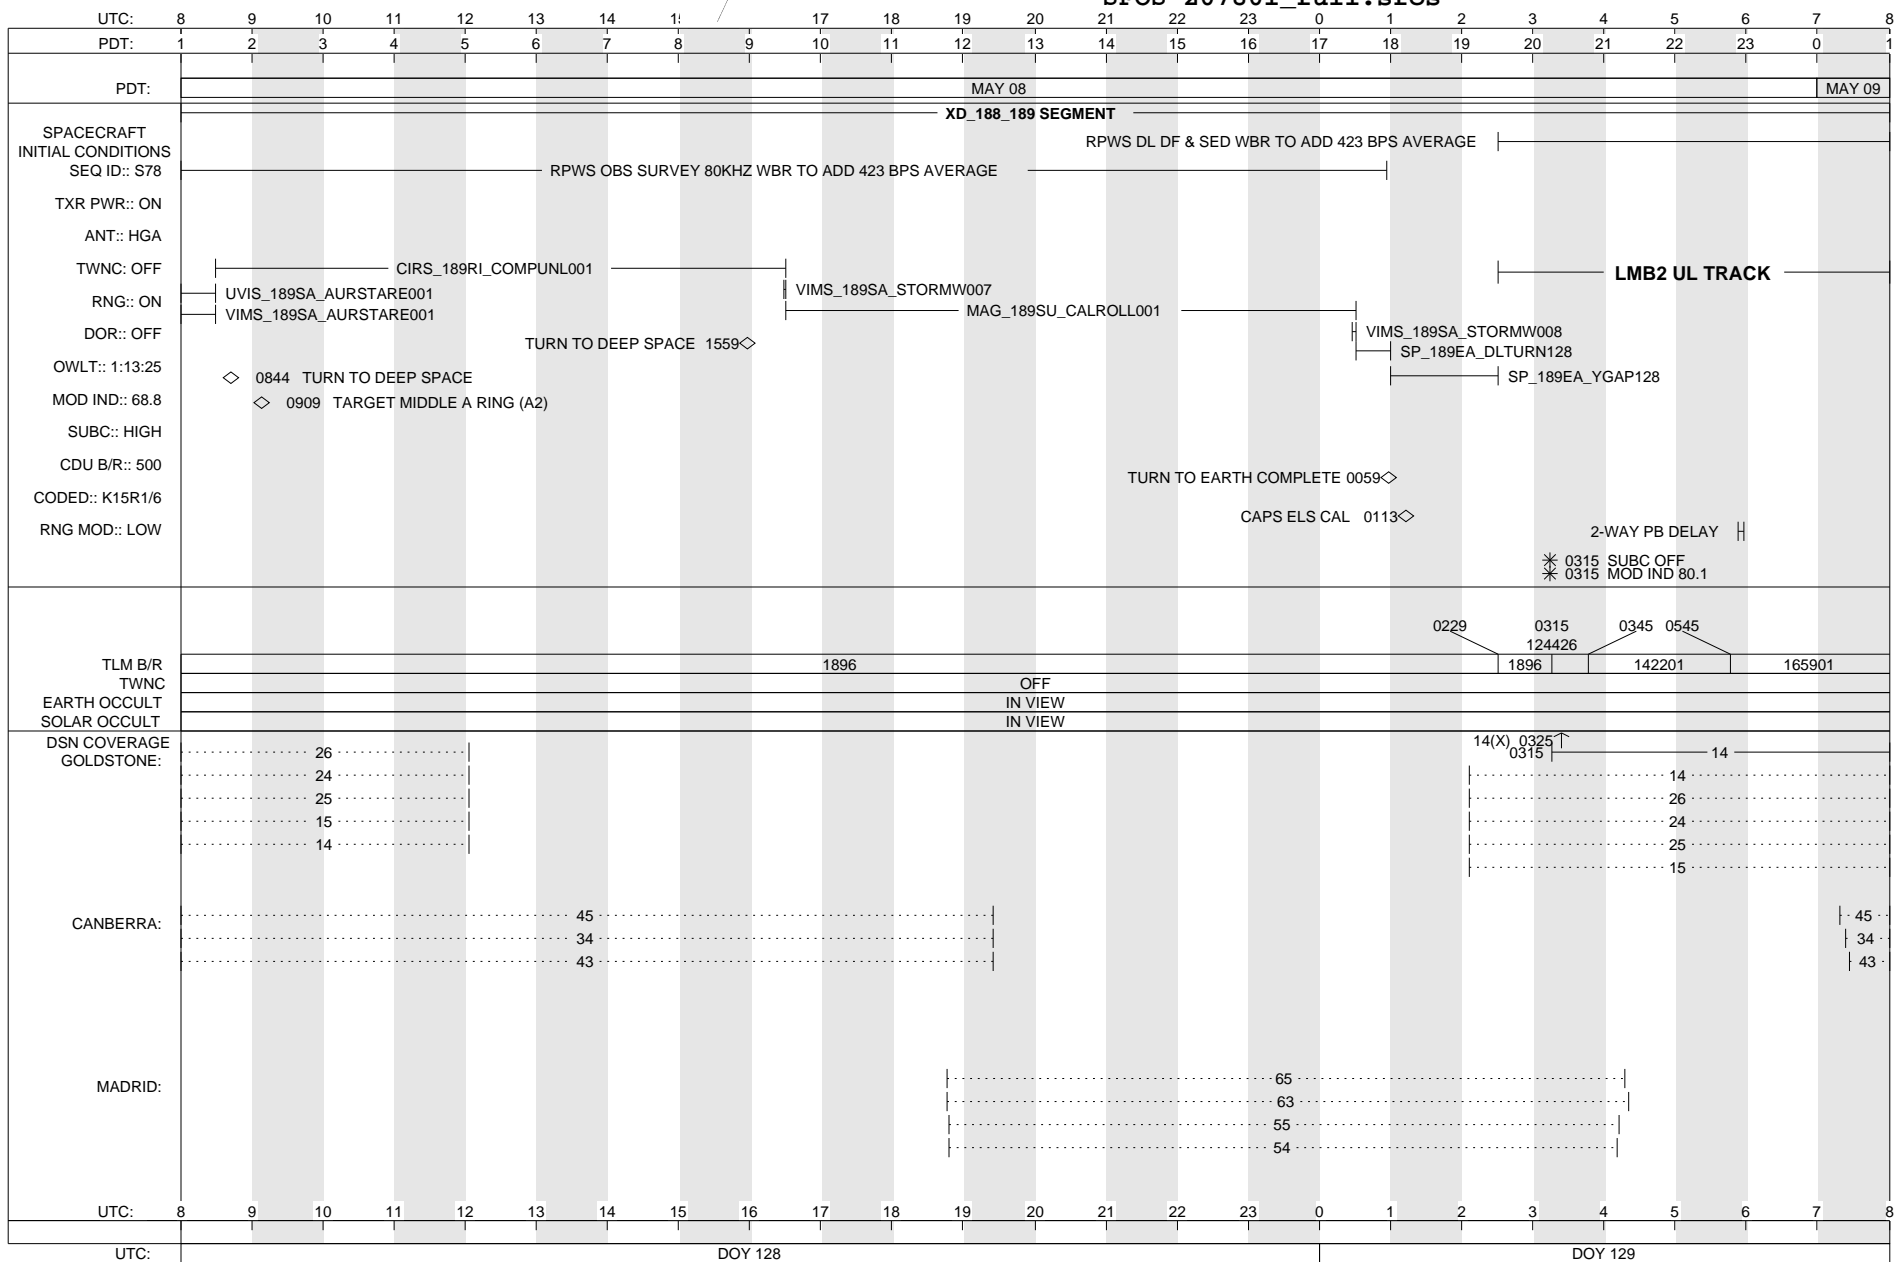 UTC: 8 9 10 11 12 13 14 17 18 19 20 21 22 23 0 1 2 3 4 5 6 7 8
PDT: 1 2 3 4 5 6 7 8 9 10 11 12 13 14 15 16 17 18 19 20 21 22 23 0 1
PDT: MAY 08 MAY 09
XD_188_189 SEGMENT
SPACECRAFT
RPWS DL DF & SED WBR TO ADD 423 BPS AVERAGE
INITIAL CONDITIONS
SEQ ID:: S78
RPWS OBS SURVEY 80KHZ WBR TO ADD 423 BPS AVERAGE
TXR PWR:: ON
ANT:: HGA
TWNC: OFF
CIRS_189RI_COMPUNL001
LMB2 UL TRACK
RNG:: ON
UVIS_189SA_AURSTARE001
VIMS_189SA_STORMW007
VIMS_189SA_AURSTARE001
MAG_189SU_CALROLL001
DOR:: OFF
VIMS_189SA_STORMW008
TURN TO DEEP SPACE 1559
SP_189EA_DLTURN128
OWLT:: 1:13:25
0844 TURN TO DEEP SPACE
SP_189EA_YGAP128
MOD IND:: 68.8
0909 TARGET MIDDLE A RING (A2)
SUBC:: HIGH
CDU B/R:: 500
TURN TO EARTH COMPLETE 0059
CODED:: K15R1/6
CAPS ELS CAL 0113
RNG MOD:: LOW
2-WAY PB DELAY
0315 SUBC OFF
0315 MOD IND 80.1
0229 0315 0345 0545
124426
TLM B/R 1896 1896 142201 165901
TWNC OFF
EARTH OCCULT IN VIEW
SOLAR OCCULT IN VIEW
DSN COVERAGE
14(X) 0325
GOLDSTONE: 26 0315 14
24 14
25 26
15 24
14 25
15
CANBERRA: 45 45
34 34
43 43
MADRID: 65
63
55
54
UTC: 8 9 10 11 12 13 14 15 16 17 18 19 20 21 22 23 0 1 2 3 4 5 6 7 8
UTC: DOY 128 DOY 129